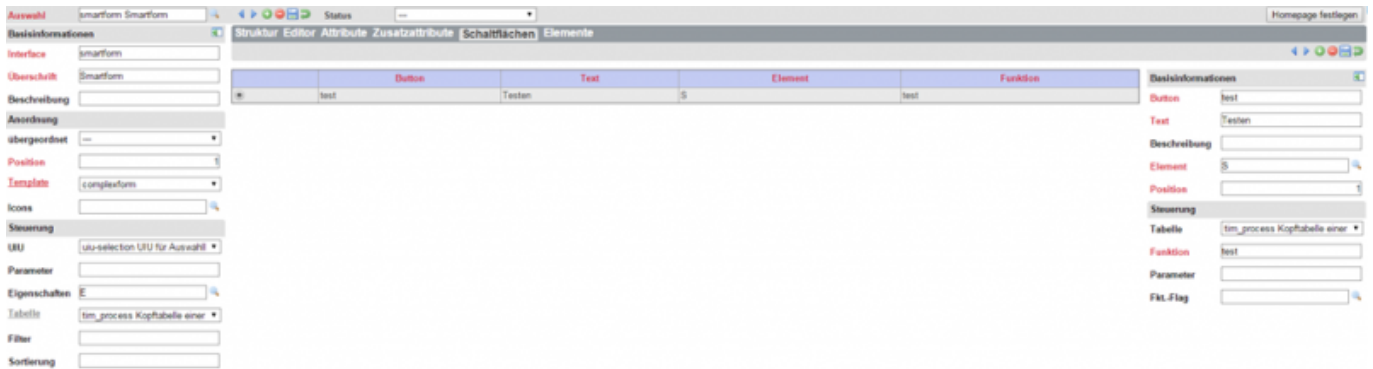 Auswahl smartform Smartform Status --- Homepage festlegen
Basisinformationen
Struktur Editor Attribute Zusatzattribute Schaltflächen Elemente
Interface smartform
Überschrift Smartform
Beschreibung
Anordnung
übergeordnet ---
Position 1
Template complexform
Icons
Steuerung
UIU uiu-selection UIU für Auswahll
Parameter
Eigenschaften E
Tabelle tim_process Kopftabelle einer
Filter
Sortierung
Button Text Element Funktion
test Testen S test
Basisinformationen
Button test
Text Testen
Beschreibung
Element S
Position 1
Steuerung
Tabelle tim_process Kopftabelle einer
Funktion test
Parameter
Fkt.-Flag